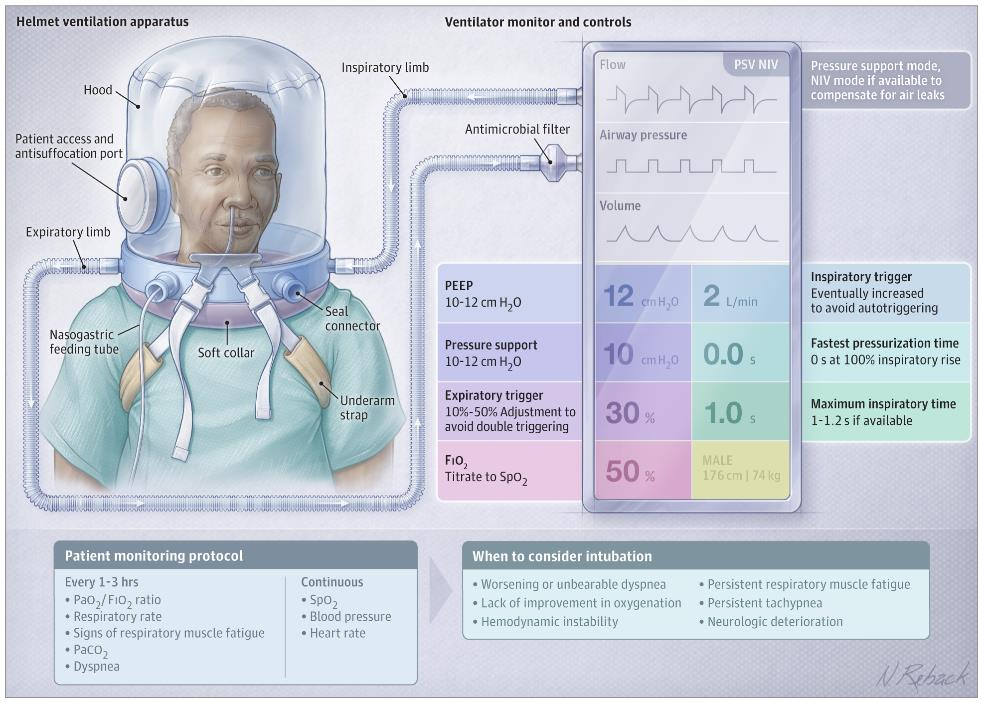 Helmet ventilation apparatus
Ventilator monitor and controls
Hood
Patient access and
antisuffocation port
Expiratory limb
Nasogastric
feeding tube
Soft collar
Seal
connector
Underarm
strap
Inspiratory limb
Antimicrobial filter
Flow
PSV NIV
Airway pressure
Volume
Pressure support mode,
NIV mode if available to
compensate for air leaks
PEEP
10-12 cm H₂O
12 cm H₂O
2 L/min
Inspiratory trigger
Eventually increased
to avoid autotriggering
Pressure support
10-12 cm H₂O
10 cm H₂O
0.0 s
Fastest pressurization time
0 s at 100% inspiratory rise
Expiratory trigger
10%-50% Adjustment to
avoid double triggering
30 %
1.0 s
Maximum inspiratory time
1-1.2 s if available
FIO₂
Titrate to SpO₂
50 %
MALE
176 cm | 74 kg
Patient monitoring protocol
Every 1-3 hrs
• PaO₂/FIO₂ ratio
• Respiratory rate
• Signs of respiratory muscle fatigue
• PaCO₂
• Dyspnea
Continuous
• SpO₂
• Blood pressure
• Heart rate
When to consider intubation
• Worsening or unbearable dyspnea
• Lack of improvement in oxygenation
• Hemodynamic instability
• Persistent respiratory muscle fatigue
• Persistent tachypnea
• Neurologic deterioration
N. Reback